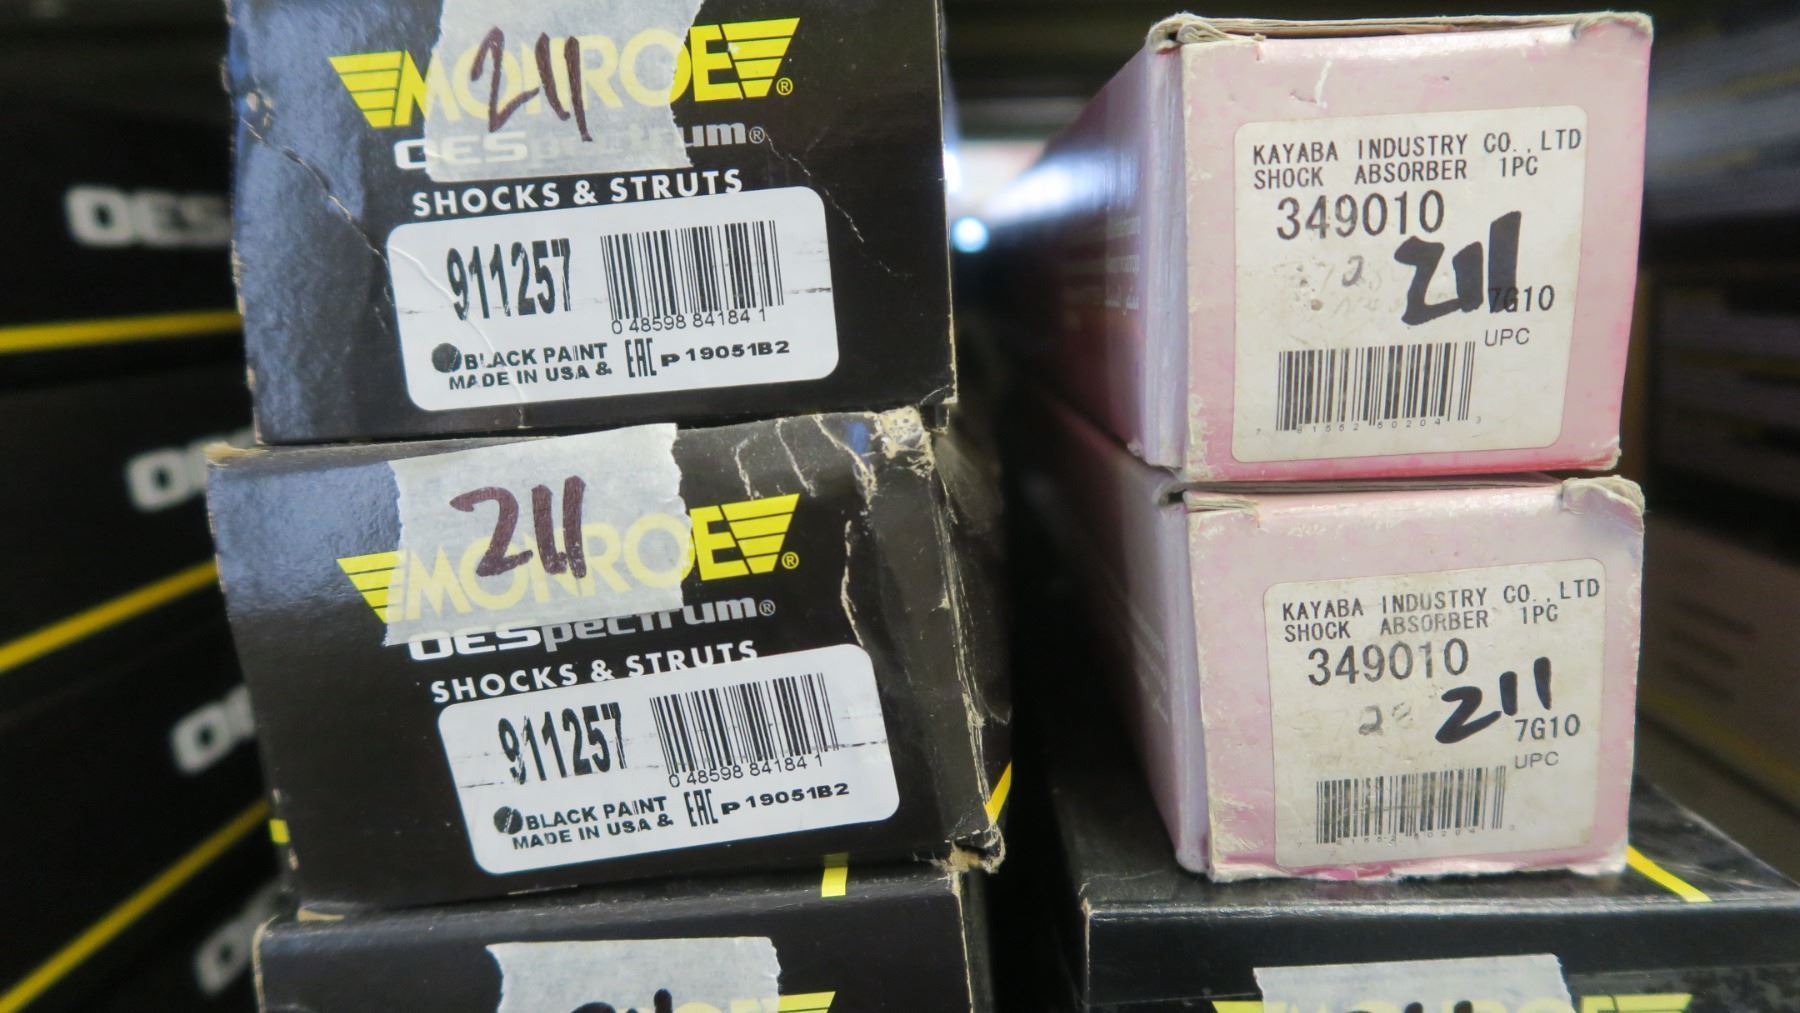 OES
211
MONROE®
OESpectrum®
SHOCKS & STRUTS
911257
0 48598 84184 1
BLACK PAINT
MADE IN USA & EAC P 19051B2
211
MONROE®
OESpectrum®
SHOCKS & STRUTS
911257
0 48598 84184 1
BLACK PAINT
MADE IN USA & EAC P 19051B2
KAYABA INDUSTRY CO.,LTD
SHOCK ABSORBER 1PC
349010
211
7G10
UPC
KAYABA INDUSTRY CO.,LTD
SHOCK ABSORBER 1PC
349010
211
7G10
UPC